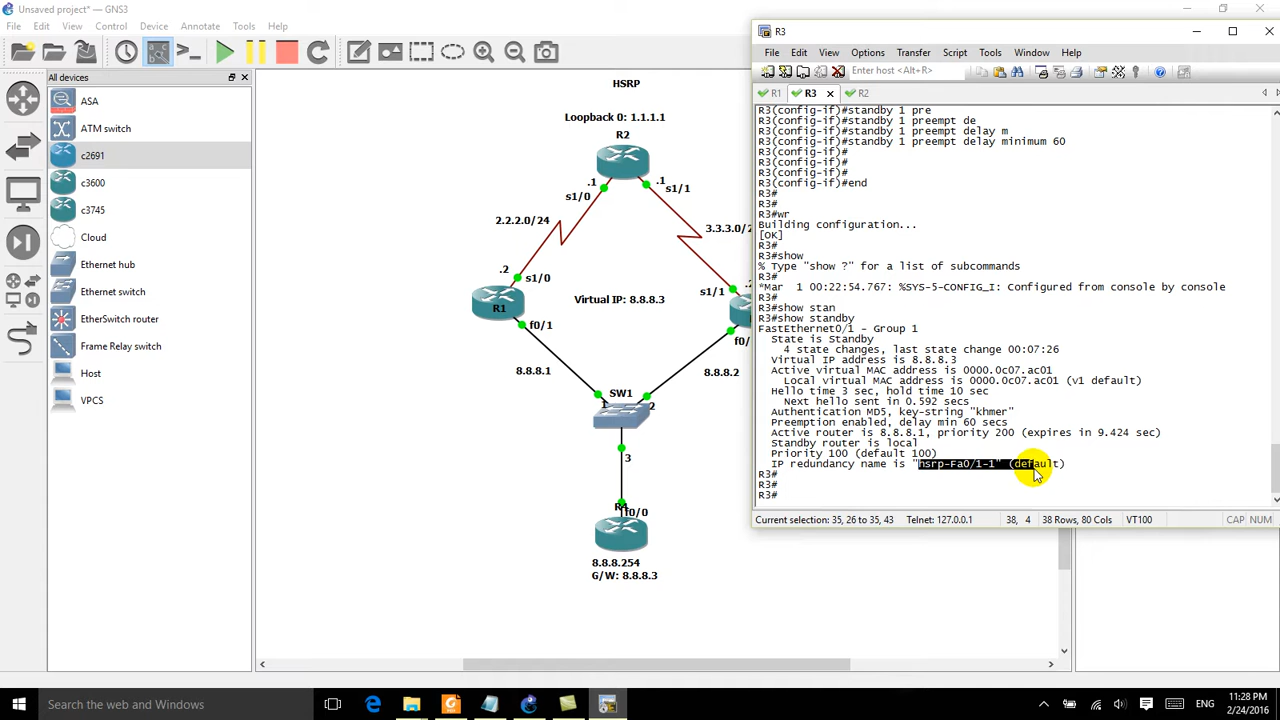 Unsaved project* - GNS3
File Edit View Control Device Annotate Tools Help
All devices
ASA
ATM switch
c2691
c3600
c3745
Cloud
Ethernet hub
Ethernet switch
EtherSwitch router
Frame Relay switch
Host
VPCS
HSRP
Loopback 0: 1.1.1.1
R2
.1
.1
s1/0
s1/1
2.2.2.0/24
3.3.3.0/2
.2
s1/0
s1/1
Virtual IP: 8.8.8.3
R1
f0/1
f0/
8.8.8.1
8.8.8.2
SW1
1
2
3
f0/0
8.8.8.254
G/W: 8.8.8.3
R3
File Edit View Options Transfer Script Tools Window Help
Enter host <Alt+R>
R1 R3 R2
R3(config-if)#standby 1 pre
R3(config-if)#standby 1 preempt de
R3(config-if)#standby 1 preempt delay m
R3(config-if)#standby 1 preempt delay minimum 60
R3(config-if)#
R3(config-if)#
R3(config-if)#
R3(config-if)#end
R3#
R3#
R3#wr
Building configuration...
[OK]
R3#
R3#show
% Type "show ?" for a list of subcommands
R3#
*Mar  1 00:22:54.767: %SYS-5-CONFIG_I: Configured from console by console
R3#
R3#show stan
R3#show standby
FastEthernet0/1 - Group 1
State is Standby
4 state changes, last state change 00:07:26
Virtual IP address is 8.8.8.3
Active virtual MAC address is 0000.0c07.ac01
Local virtual MAC address is 0000.0c07.ac01 (v1 default)
Hello time 3 sec, hold time 10 sec
Next hello sent in 0.592 secs
Authentication MD5, key-string "khmer"
Preemption enabled, delay min 60 secs
Active router is 8.8.8.1, priority 200 (expires in 9.424 sec)
Standby router is local
Priority 100 (default 100)
IP redundancy name is "hsrp-Fa0/1-1" (default)
R3#
R3#
R3#
Current selection: 35, 26 to 35, 43 Telnet: 127.0.0.1 38, 4 38 Rows, 80 Cols VT100 CAP NUM
Search the web and Windows
ENG
11:28 PM
2/24/2016